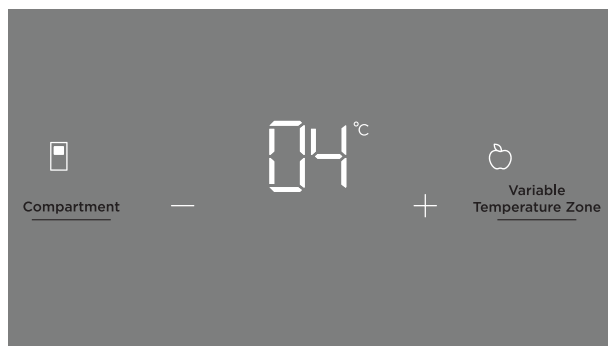 04 °C
Compartment
−
+
Variable
Temperature Zone